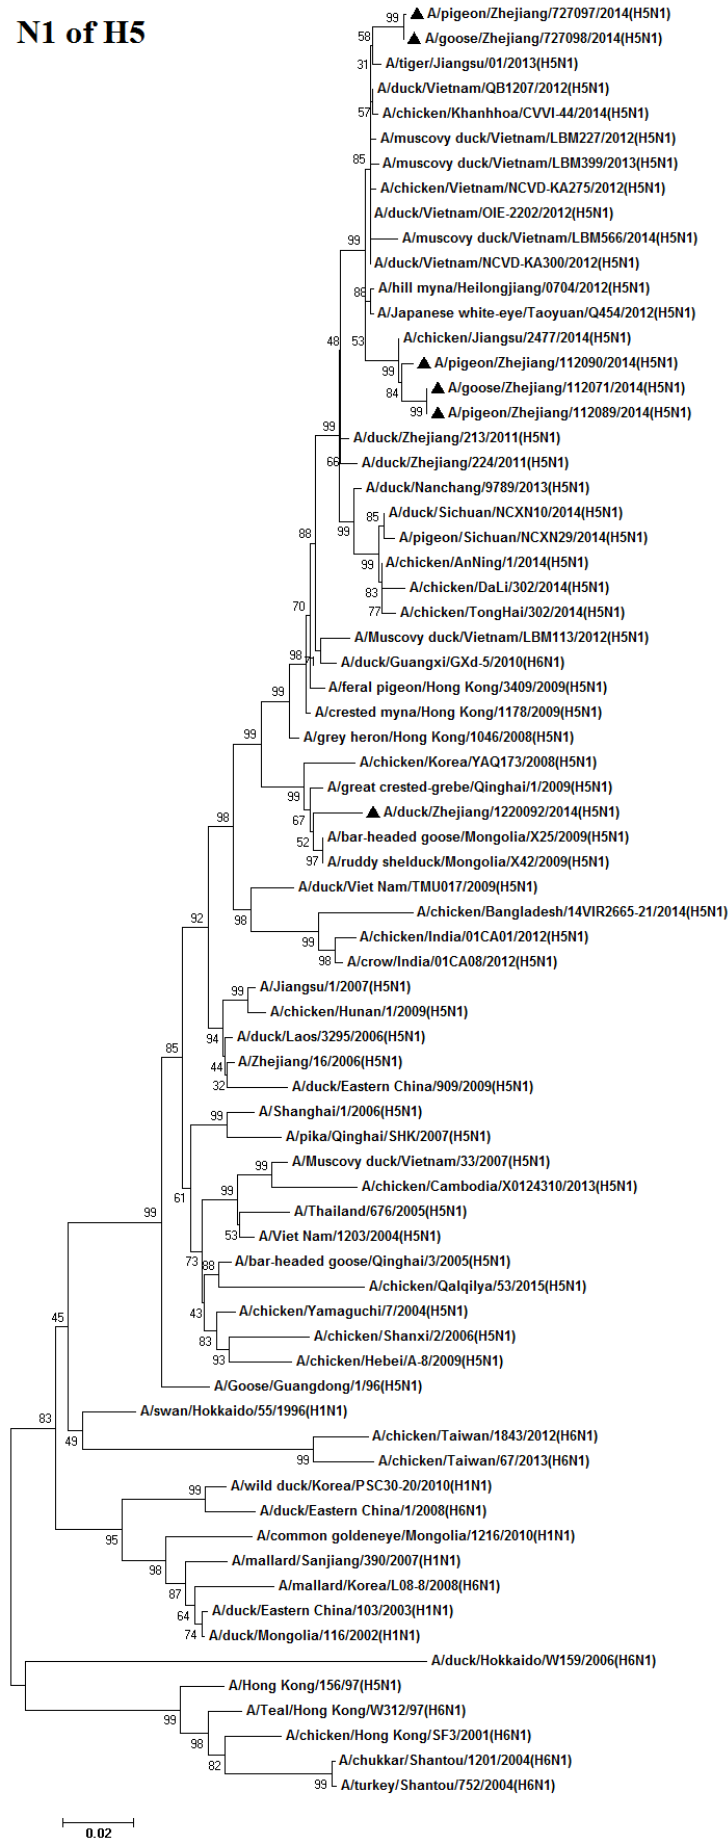 N1 of H5
99
▲ A/pigeon/Zhejiang/727097/2014(H5N1)
58
▲ A/goose/Zhejiang/727098/2014(H5N1)
31
A/tiger/Jiangsu/01/2013(H5N1)
A/duck/Vietnam/QB1207/2012(H5N1)
57
A/chicken/Khanhhoa/CVVI-44/2014(H5N1)
A/muscovy duck/Vietnam/LBM227/2012(H5N1)
85
A/muscovy duck/Vietnam/LBM399/2013(H5N1)
A/chicken/Vietnam/NCVD-KA275/2012(H5N1)
A/duck/Vietnam/OIE-2202/2012(H5N1)
99
A/muscovy duck/Vietnam/LBM566/2014(H5N1)
A/duck/Vietnam/NCVD-KA300/2012(H5N1)
88
A/hill myna/Heilongjiang/0704/2012(H5N1)
A/Japanese white-eye/Taoyuan/Q454/2012(H5N1)
48
53
A/chicken/Jiangsu/2477/2014(H5N1)
99
▲ A/pigeon/Zhejiang/112090/2014(H5N1)
84
▲ A/goose/Zhejiang/112071/2014(H5N1)
99
▲ A/pigeon/Zhejiang/112089/2014(H5N1)
99
A/duck/Zhejiang/213/2011(H5N1)
66
A/duck/Zhejiang/224/2011(H5N1)
A/duck/Nanchang/9789/2013(H5N1)
85
A/duck/Sichuan/NCXN10/2014(H5N1)
88
99
A/pigeon/Sichuan/NCXN29/2014(H5N1)
99
A/chicken/AnNing/1/2014(H5N1)
83
A/chicken/DaLi/302/2014(H5N1)
70
77
A/chicken/TongHai/302/2014(H5N1)
A/Muscovy duck/Vietnam/LBM113/2012(H5N1)
98
A/duck/Guangxi/GXd-5/2010(H6N1)
99
A/feral pigeon/Hong Kong/3409/2009(H5N1)
A/crested myna/Hong Kong/1178/2009(H5N1)
A/grey heron/Hong Kong/1046/2008(H5N1)
99
A/chicken/Korea/YAQ173/2008(H5N1)
99
A/great crested-grebe/Qinghai/1/2009(H5N1)
98
67
▲ A/duck/Zhejiang/1220092/2014(H5N1)
52
A/bar-headed goose/Mongolia/X25/2009(H5N1)
97
A/ruddy shelduck/Mongolia/X42/2009(H5N1)
A/duck/Viet Nam/TMU017/2009(H5N1)
92
98
A/chicken/Bangladesh/14VIR2665-21/2014(H5N1)
99
A/chicken/India/01CA01/2012(H5N1)
98
A/crow/India/01CA08/2012(H5N1)
99
A/Jiangsu/1/2007(H5N1)
A/chicken/Hunan/1/2009(H5N1)
94
A/duck/Laos/3295/2006(H5N1)
85
44
A/Zhejiang/16/2006(H5N1)
32
A/duck/Eastern China/909/2009(H5N1)
99
A/Shanghai/1/2006(H5N1)
A/pika/Qinghai/SHK/2007(H5N1)
99
A/Muscovy duck/Vietnam/33/2007(H5N1)
61
99
A/chicken/Cambodia/X0124310/2013(H5N1)
99
A/Thailand/676/2005(H5N1)
53
A/Viet Nam/1203/2004(H5N1)
73
88
A/bar-headed goose/Qinghai/3/2005(H5N1)
A/chicken/Qalqilya/53/2015(H5N1)
45
43
A/chicken/Yamaguchi/7/2004(H5N1)
83
A/chicken/Shanxi/2/2006(H5N1)
93
A/chicken/Hebei/A-8/2009(H5N1)
A/Goose/Guangdong/1/96(H5N1)
83
A/swan/Hokkaido/55/1996(H1N1)
49
A/chicken/Taiwan/1843/2012(H6N1)
99
A/chicken/Taiwan/67/2013(H6N1)
99
A/wild duck/Korea/PSC30-20/2010(H1N1)
A/duck/Eastern China/1/2008(H6N1)
95
A/common goldeneye/Mongolia/1216/2010(H1N1)
98
A/mallard/Sanjiang/390/2007(H1N1)
87
A/mallard/Korea/L08-8/2008(H6N1)
64
A/duck/Eastern China/103/2003(H1N1)
74
A/duck/Mongolia/116/2002(H1N1)
A/duck/Hokkaido/W159/2006(H6N1)
A/Hong Kong/156/97(H5N1)
99
A/Teal/Hong Kong/W312/97(H6N1)
98
A/chicken/Hong Kong/SF3/2001(H6N1)
82
A/chukkar/Shantou/1201/2004(H6N1)
99
A/turkey/Shantou/752/2004(H6N1)
0.02